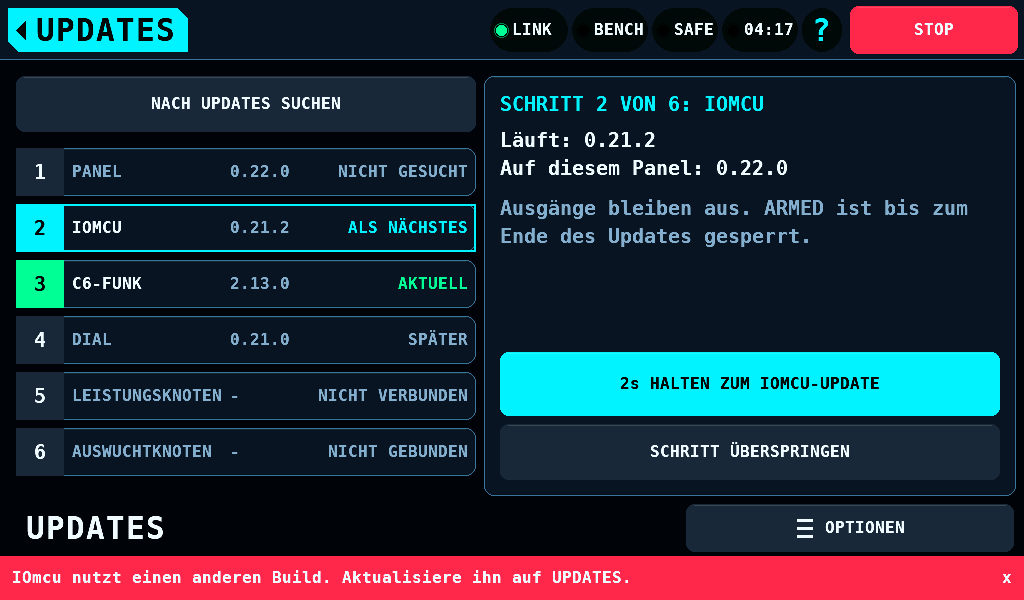 UPDATES
LINK
BENCH
SAFE
04:17
?
STOP
NACH UPDATES SUCHEN
1 PANEL 0.22.0 NICHT GESUCHT
2 IOMCU 0.21.2 ALS NÄCHSTES
3 C6-FUNK 2.13.0 AKTUELL
4 DIAL 0.21.0 SPÄTER
5 LEISTUNGSKNOTEN - NICHT VERBUNDEN
6 AUSWUCHTKNOTEN - NICHT GEBUNDEN
SCHRITT 2 VON 6: IOMCU
Läuft: 0.21.2
Auf diesem Panel: 0.22.0
Ausgänge bleiben aus. ARMED ist bis zum
Ende des Updates gesperrt.
2s HALTEN ZUM IOMCU-UPDATE
SCHRITT ÜBERSPRINGEN
UPDATES
OPTIONEN
IOmcu nutzt einen anderen Build. Aktualisiere ihn auf UPDATES. x